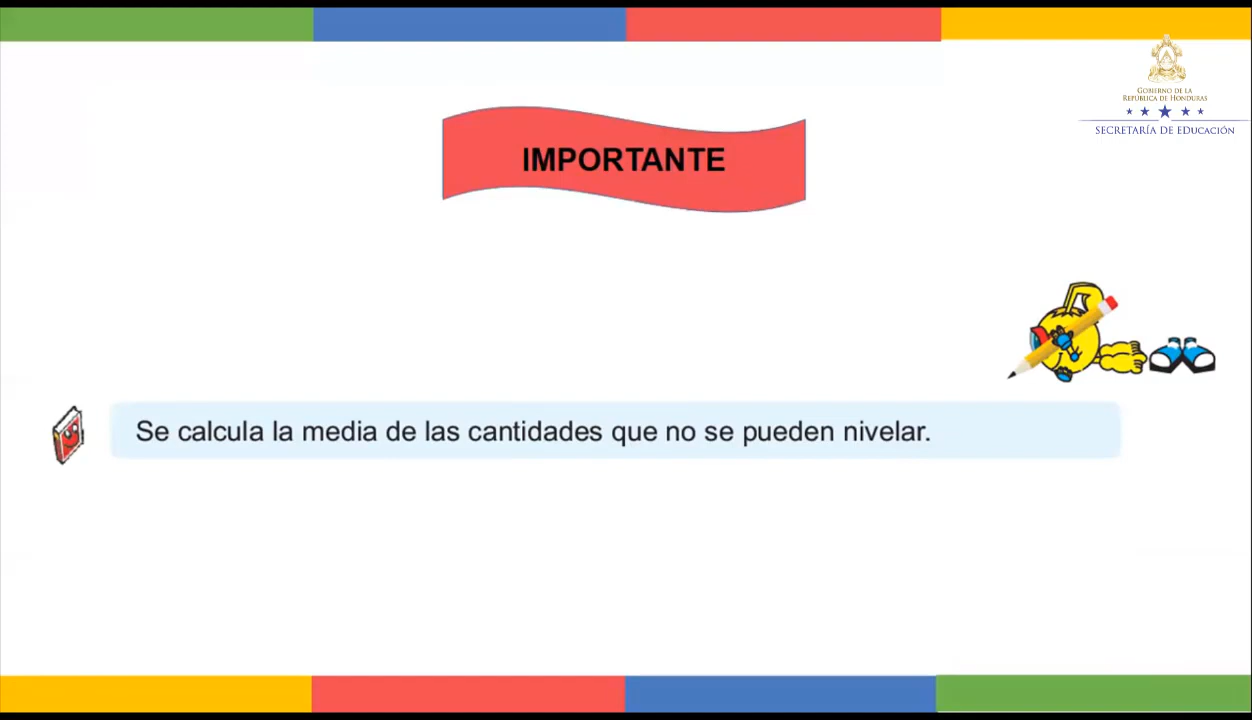 GOBIERNO DE LA
REPÚBLICA DE HONDURAS
SECRETARÍA DE EDUCACIÓN
IMPORTANTE
Se calcula la media de las cantidades que no se pueden nivelar.